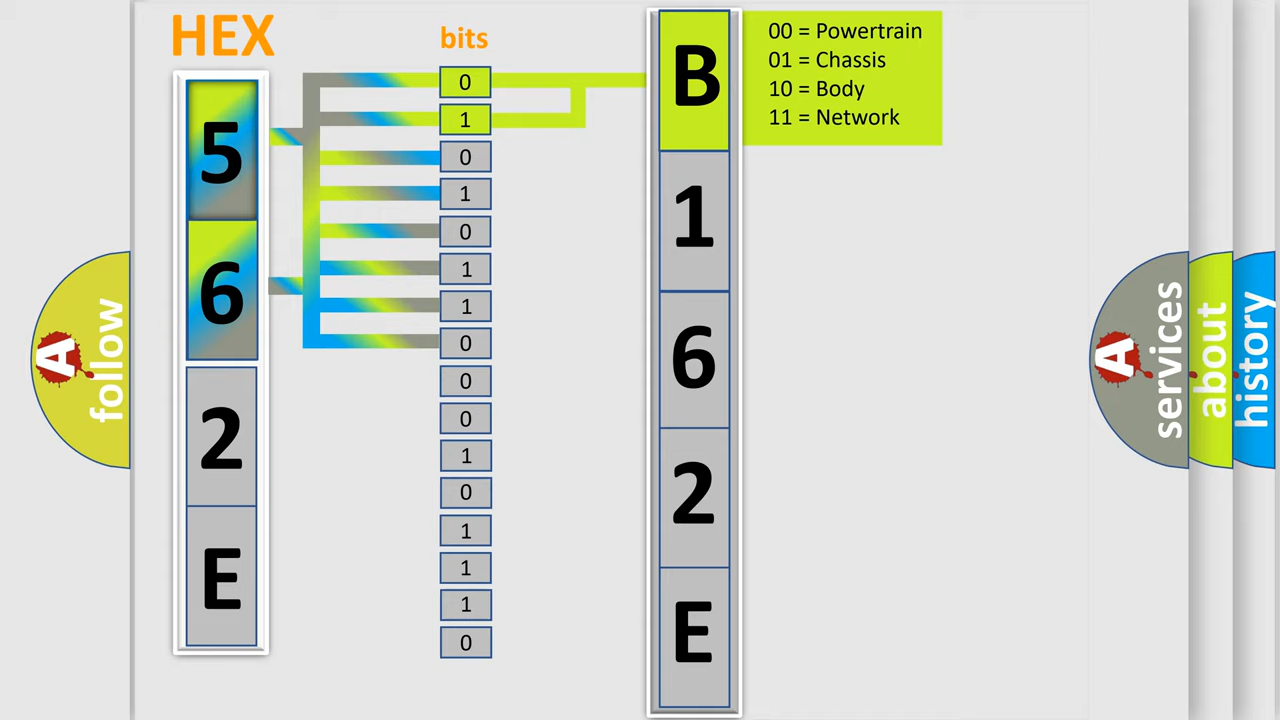 HEX
bits
5
6
2
E
0
1
0
1
0
1
1
0
0
0
1
0
1
1
1
0
B
1
6
2
E
00 = Powertrain
01 = Chassis
10 = Body
11 = Network
A
follow
A
services
about
history